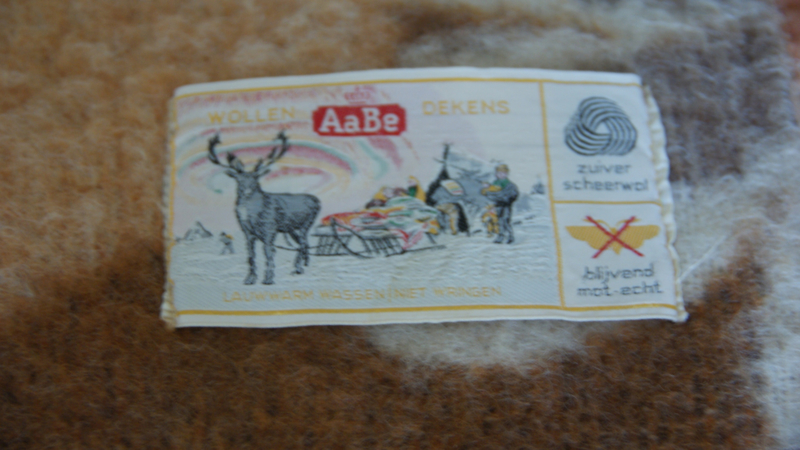 WOLLEN AaBe DEKENS
LAUWWARM WASSEN, NIET WRINGEN
zuiver
scheerwol
blijvend
mot-echt